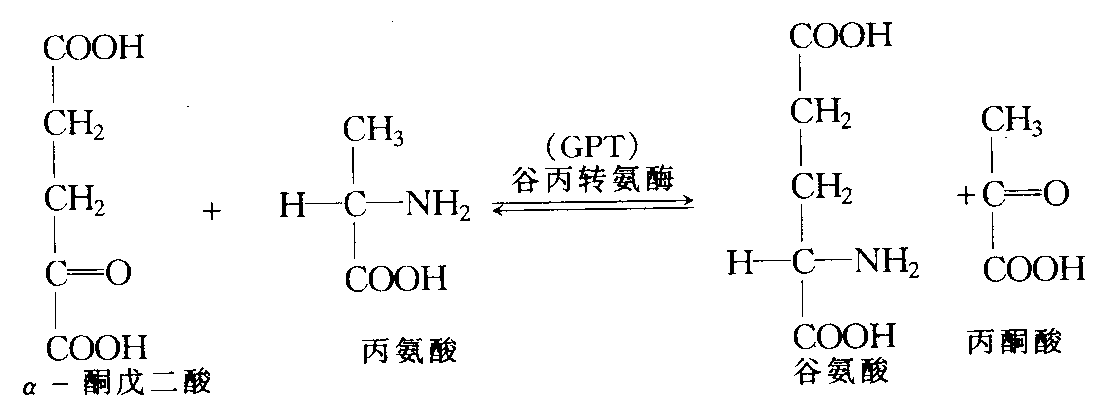 COOH
CH₂
CH₂
C=O
COOH
α-酮戊二酸
+
CH₃
H—C—NH₂
COOH
丙氨酸
(GPT)
谷丙转氨酶
COOH
CH₂
CH₂
H—C—NH₂
COOH
谷氨酸
+
CH₃
C=O
COOH
丙酮酸